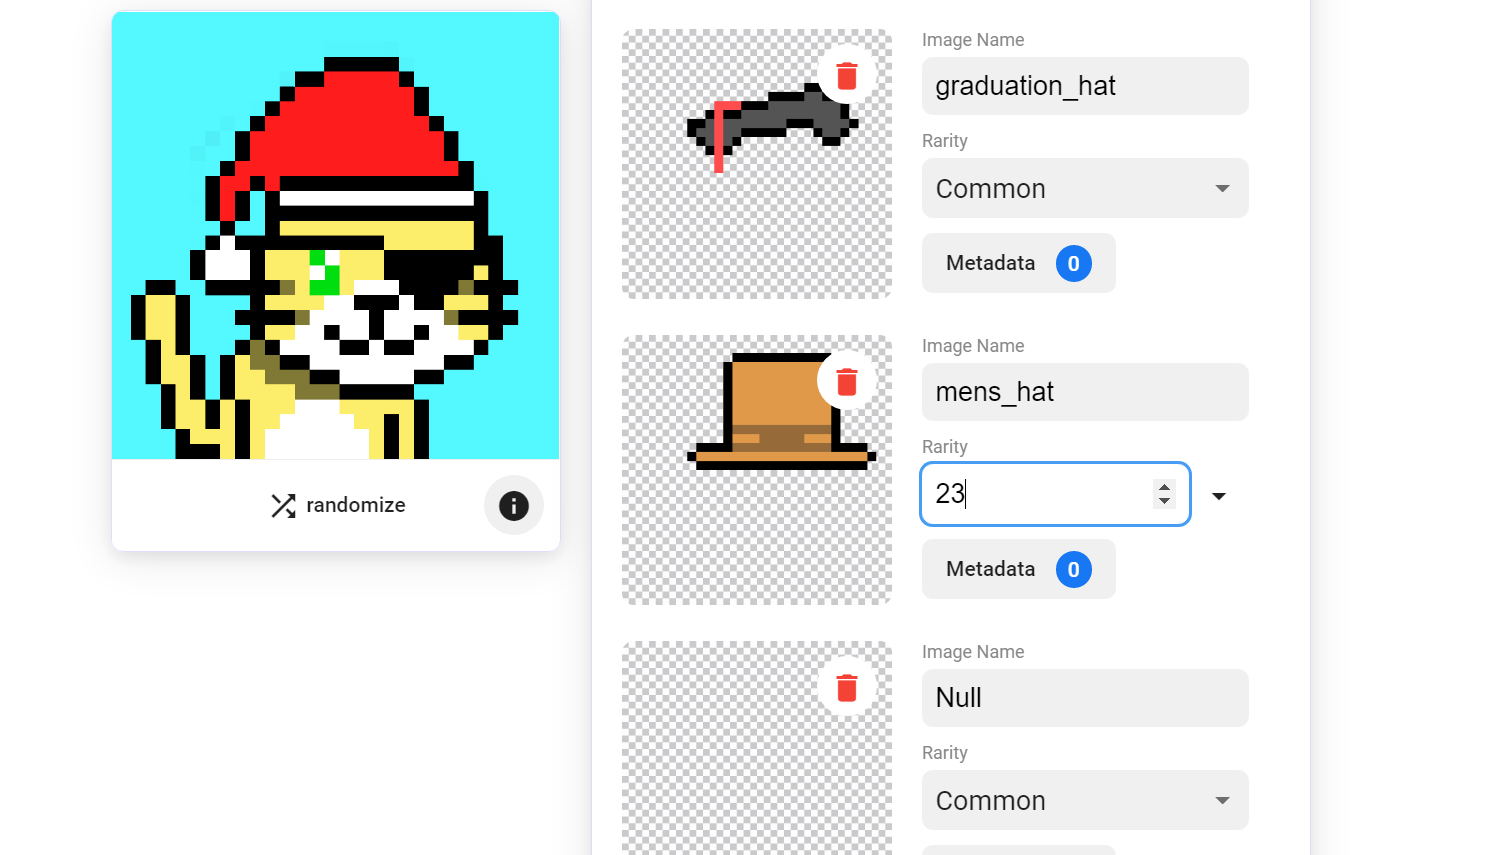 Image Name
graduation_hat
Rarity
Common
Metadata 0
Image Name
mens_hat
Rarity
23
Metadata 0
Image Name
Null
Rarity
Common
randomize